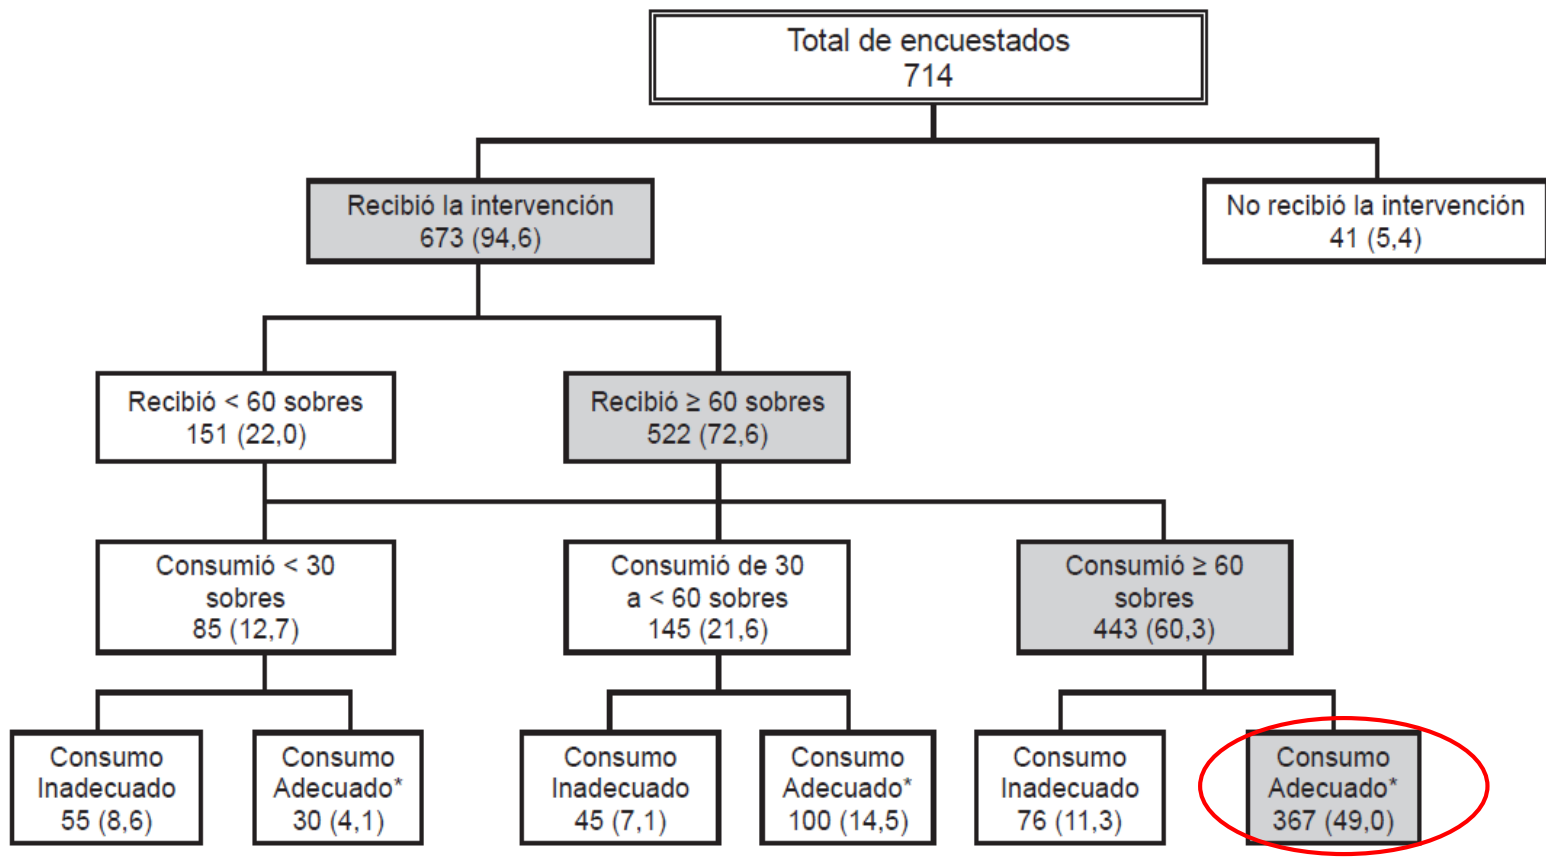 Total de encuestados
714
Recibió la intervención
673 (94,6)
No recibió la intervención
41 (5,4)
Recibió < 60 sobres
151 (22,0)
Recibió ≥ 60 sobres
522 (72,6)
Consumió < 30
sobres
85 (12,7)
Consumió de 30
a < 60 sobres
145 (21,6)
Consumió ≥ 60
sobres
443 (60,3)
Consumo
Inadecuado
55 (8,6)
Consumo
Adecuado*
30 (4,1)
Consumo
Inadecuado
45 (7,1)
Consumo
Adecuado*
100 (14,5)
Consumo
Inadecuado
76 (11,3)
Consumo
Adecuado*
367 (49,0)